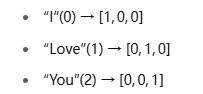 • “I”(0) → [1, 0, 0]
• “Love”(1) → [0, 1, 0]
• “You”(2) → [0, 0, 1]